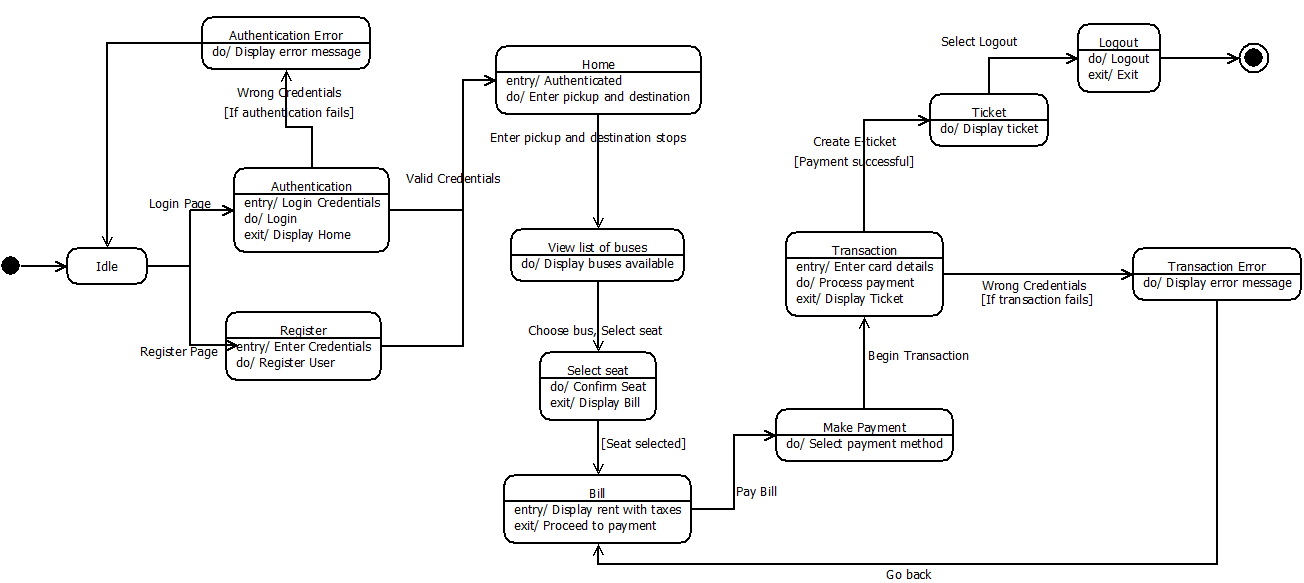 Authentication Error
do/ Display error message
Wrong Credentials
[If authentication fails]
Authentication
entry/ Login Credentials
do/ Login
exit/ Display Home
Login Page
Idle
Register Page
Register
entry/ Enter Credentials
do/ Register User
Valid Credentials
Home
entry/ Authenticated
do/ Enter pickup and destination
Enter pickup and destination stops
View list of buses
do/ Display buses available
Choose bus, Select seat
Select seat
do/ Confirm Seat
exit/ Display Bill
[Seat selected]
Bill
entry/ Display rent with taxes
exit/ Proceed to payment
Pay Bill
Make Payment
do/ Select payment method
Begin Transaction
Transaction
entry/ Enter card details
do/ Process payment
exit/ Display Ticket
Wrong Credentials
[If transaction fails]
Transaction Error
do/ Display error message
Go back
Create E-ticket
[Payment successful]
Ticket
do/ Display ticket
Select Logout
Logout
do/ Logout
exit/ Exit